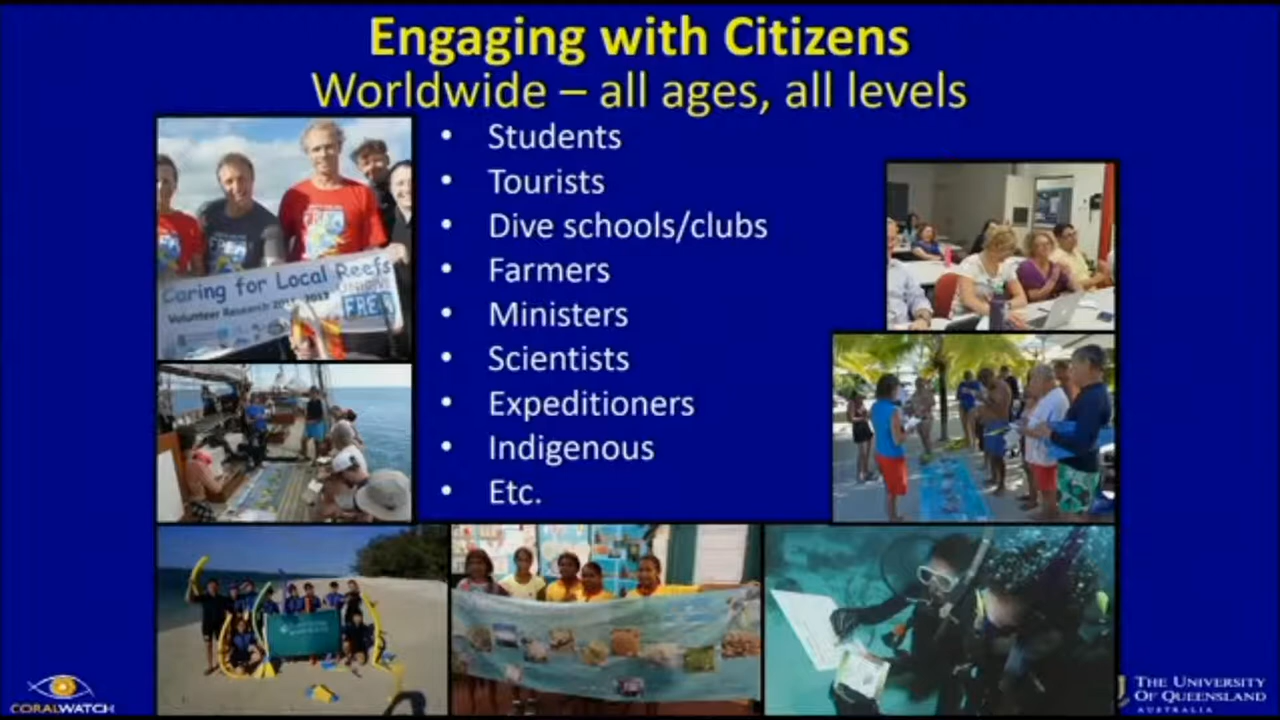 Engaging with Citizens
Worldwide – all ages, all levels
• Students
• Tourists
• Dive schools/clubs
• Farmers
• Ministers
• Scientists
• Expeditioners
• Indigenous
• Etc.
Caring for Local Reefs
Volunteer Research
CORALWATCH
THE UNIVERSITY
OF QUEENSLAND
AUSTRALIA